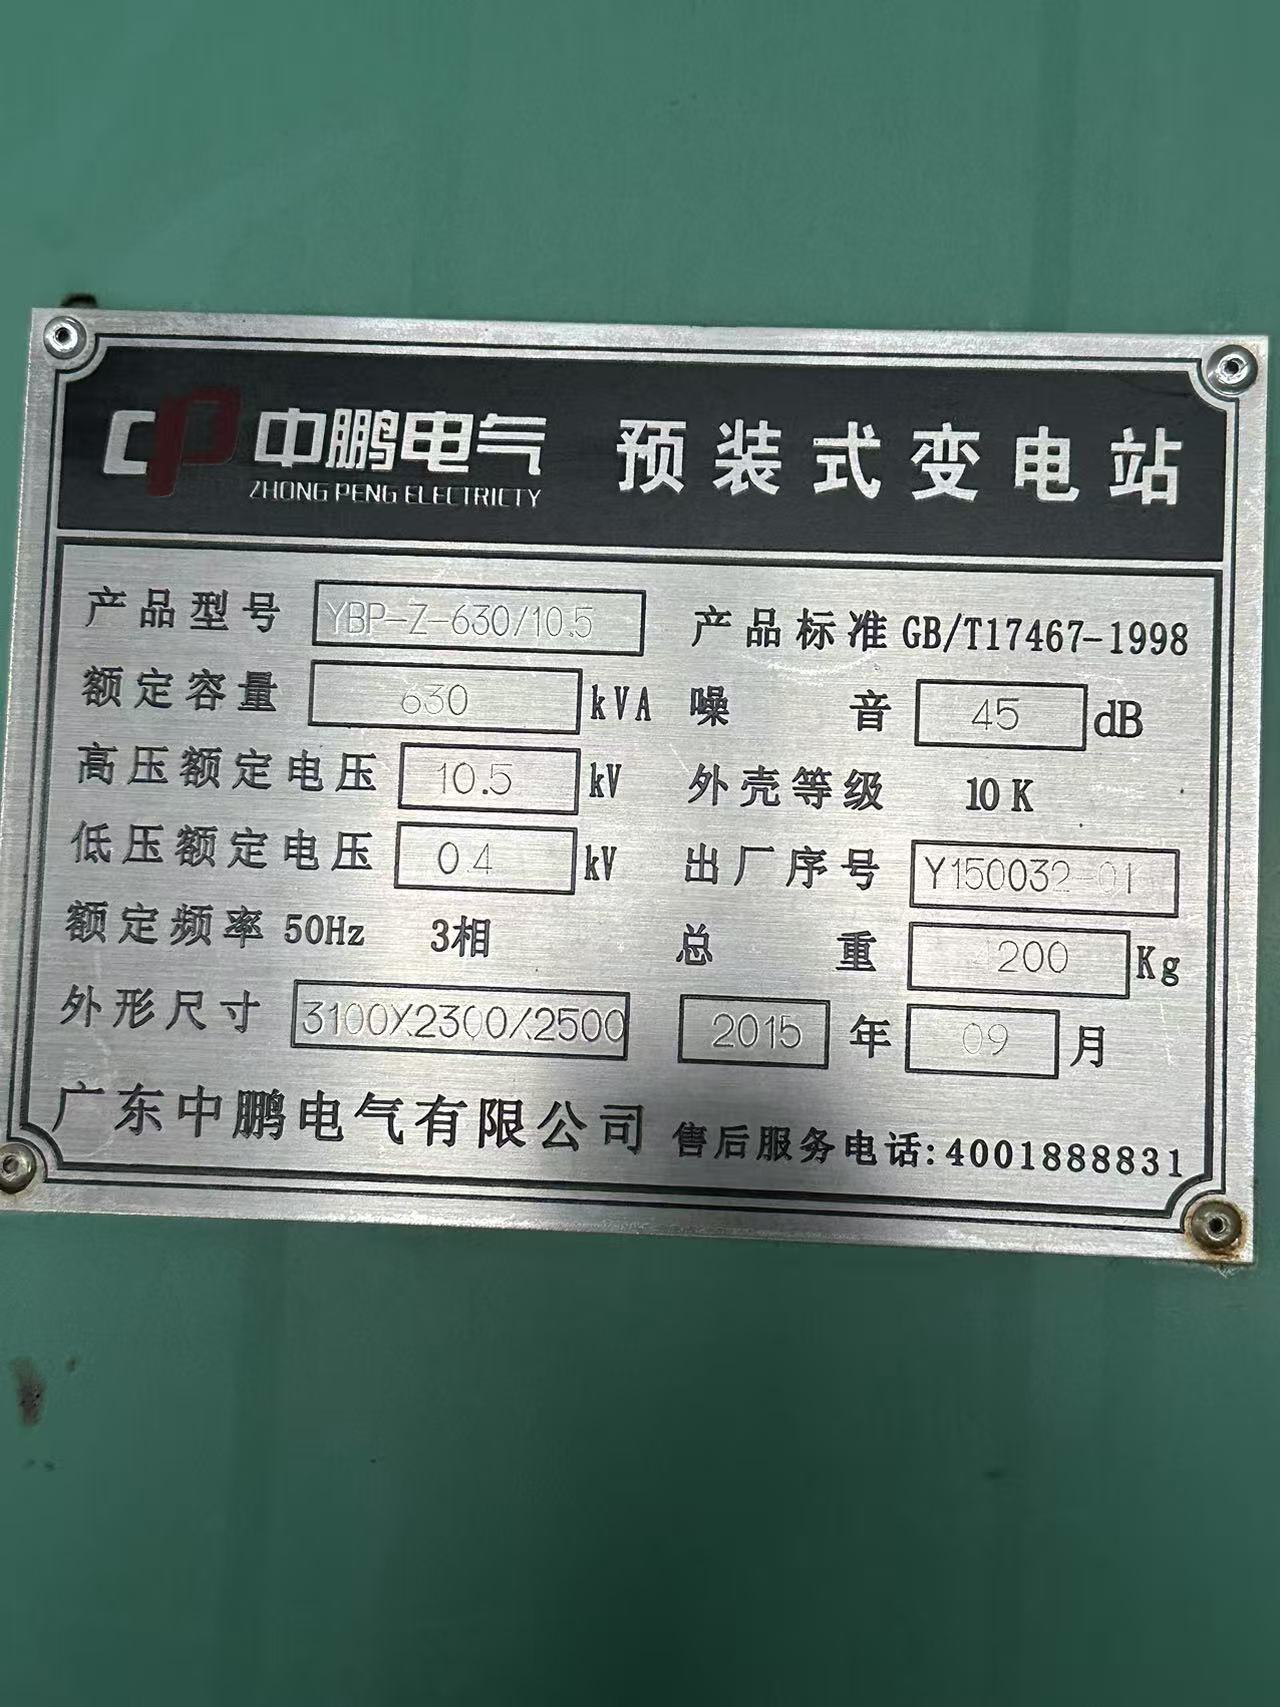 中鹏电气 预装式变电站
ZHONG PENG ELECTRICTY
产品型号 YBP-Z-630/10.5 产品标准 GB/T17467-1998
额定容量 630 kVA 噪音 45 dB
高压额定电压 10.5 kV 外壳等级 10K
低压额定电压 0.4 kV 出厂序号 Y150032-01
额定频率 50Hz 3相 总重 4200 Kg
外形尺寸 3100X2300X2500 2015 年 09 月
广东中鹏电气有限公司 售后服务电话:4001888831